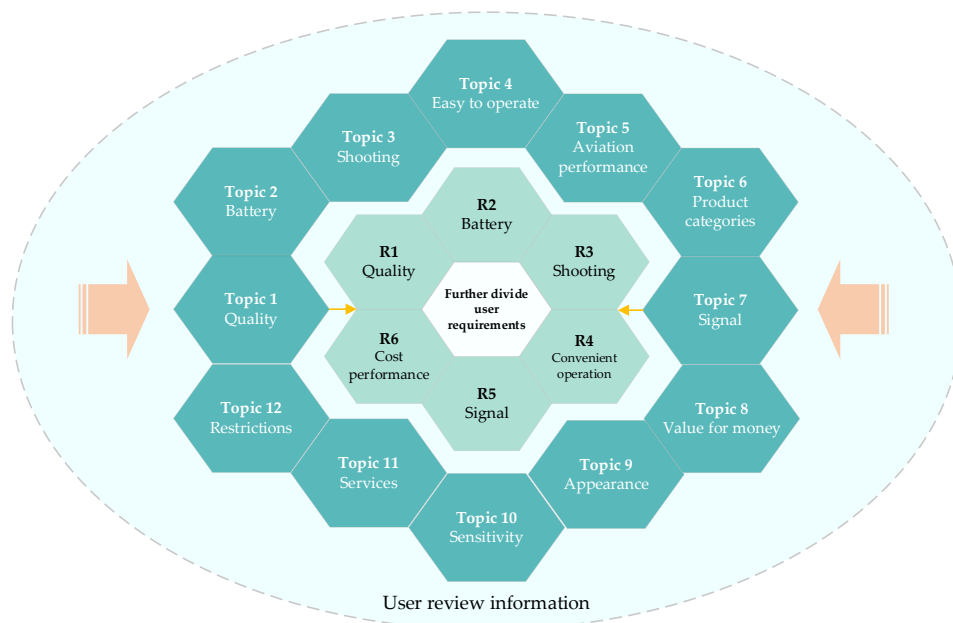 Topic 4
Easy to operate
Topic 3
Shooting
Topic 5
Aviation
performance
Topic 2
Battery
Topic 6
Product
categories
R2
Battery
R1
Quality
R3
Shooting
Topic 1
Quality
Further divide
user
requirements
Topic 7
Signal
R6
Cost
performance
R4
Convenient
operation
R5
Signal
Topic 12
Restrictions
Topic 8
Value for money
Topic 11
Services
Topic 9
Appearance
Topic 10
Sensitivity
User review information